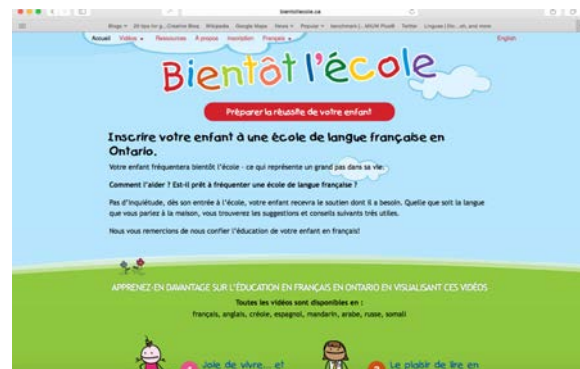 bientotlecole.ca
Blogs
Wikipedia Google Maps News Popular
Twitter
Accueil Vidéos Ressources À propos Inscription Français English
Bientôt l'école
Préparer la réussite de votre enfant
Inscrire votre enfant à une école de langue française en
Ontario.
Votre enfant fréquentera bientôt l'école - ce qui représente un grand pas dans sa vie.
Comment l'aider ? Est-il prêt à fréquenter une école de langue française ?
Pas d'inquiétude, dès son entrée à l'école, votre enfant recevra le soutien dont il a besoin. Quelle que soit la langue
que vous parlez à la maison, vous trouverez les suggestions et conseils suivants très utiles.
Nous vous remercions de nous confier l'éducation de votre enfant en français!
APPRENEZ-EN DAVANTAGE SUR L'ÉDUCATION EN FRANÇAIS EN ONTARIO EN VISUALISANT CES VIDÉOS
Toutes les vidéos sont disponibles en :
français, anglais, créole, espagnol, mandarin, arabe, russe, somali
Joie de vivre... et
Le plaisir de lire en